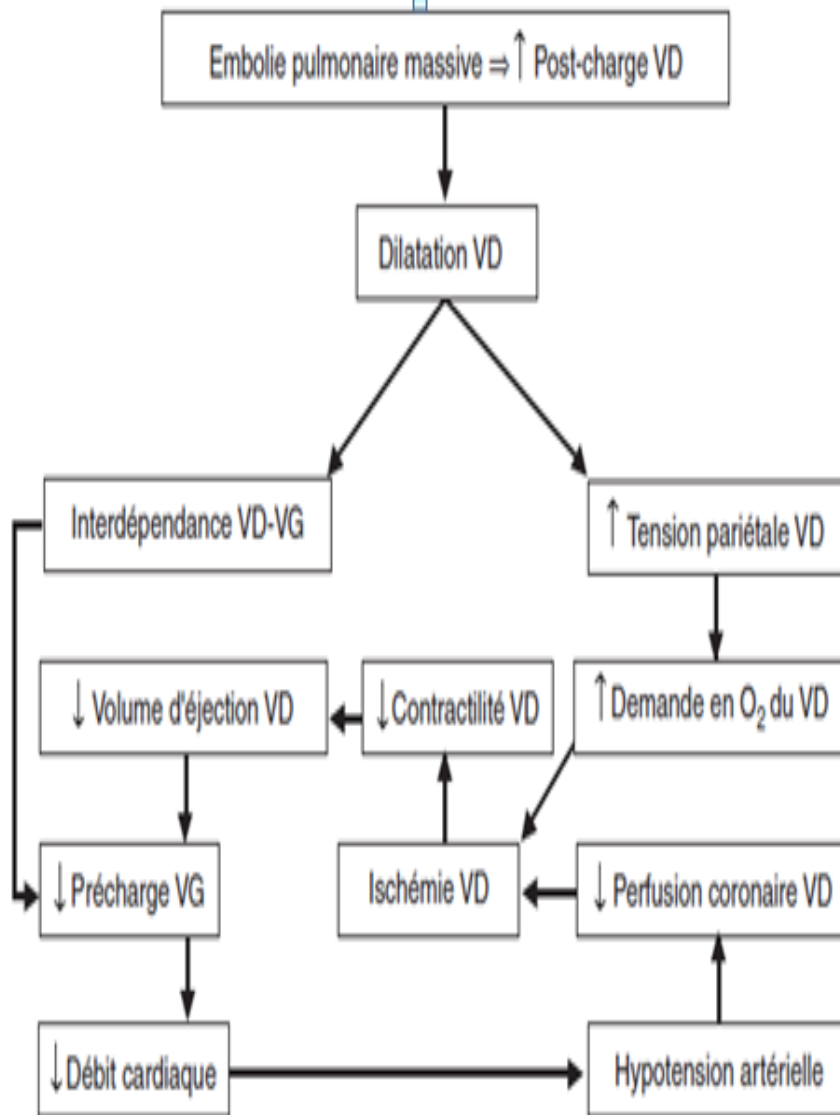 Embolie pulmonaire massive ⇒ ↑ Post-charge VD
Dilatation VD
Interdépendance VD-VG
↑ Tension pariétale VD
↓ Volume d'éjection VD
↓ Contractilité VD
↑ Demande en O₂ du VD
↓ Précharge VG
Ischémie VD
↓ Perfusion coronaire VD
↓ Débit cardiaque
Hypotension artérielle